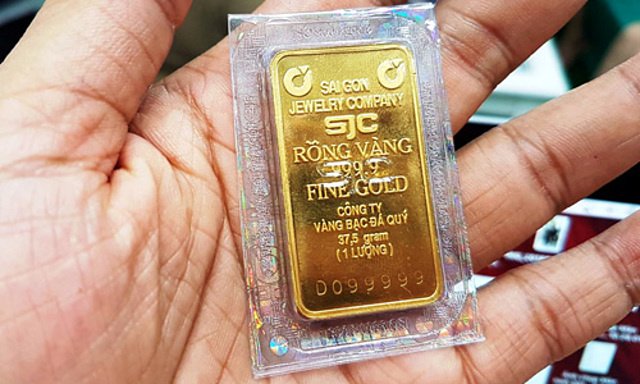 SAIGON
JEWELRY COMPANY
SJC
RỒNG VÀNG
999.9
FINE GOLD
CÔNG TY
VÀNG BẠC ĐÁ QUÝ
37,5 gram
(1 LƯỢNG)
D099999